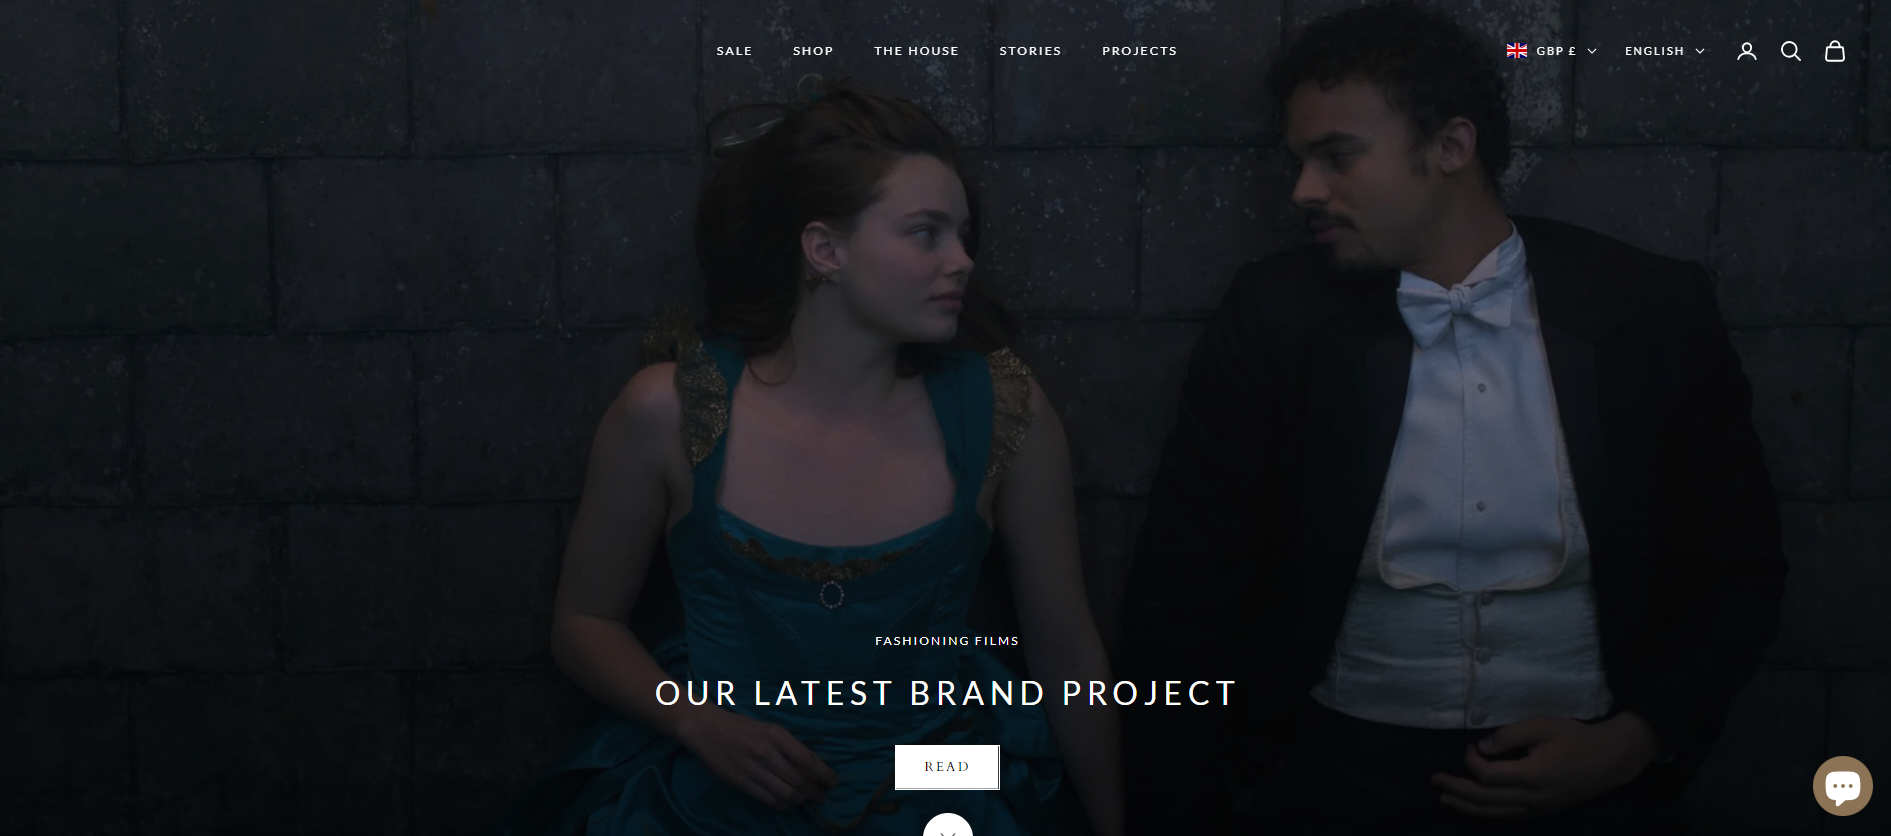 SALE SHOP THE HOUSE STORIES PROJECTS GBP £ ENGLISH
FASHIONING FILMS
OUR LATEST BRAND PROJECT
READ